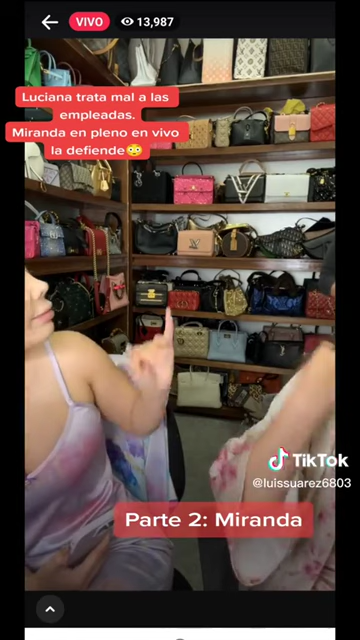 VIVO
13,987
Luciana trata mal a las
empleadas.
Miranda en pleno en vivo
la defiende😳
TikTok
@luissuarez6803
Parte 2: Miranda